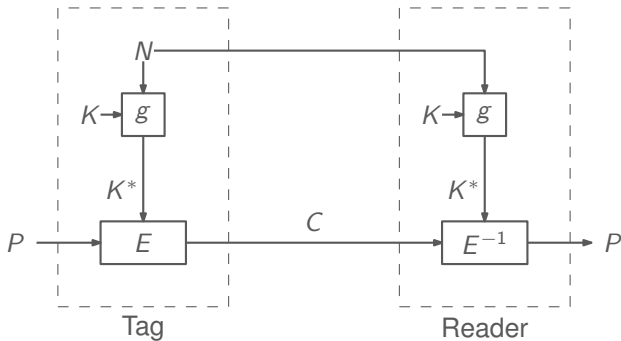 N
K g K g
K* K*
P E C E⁻¹ P
Tag Reader